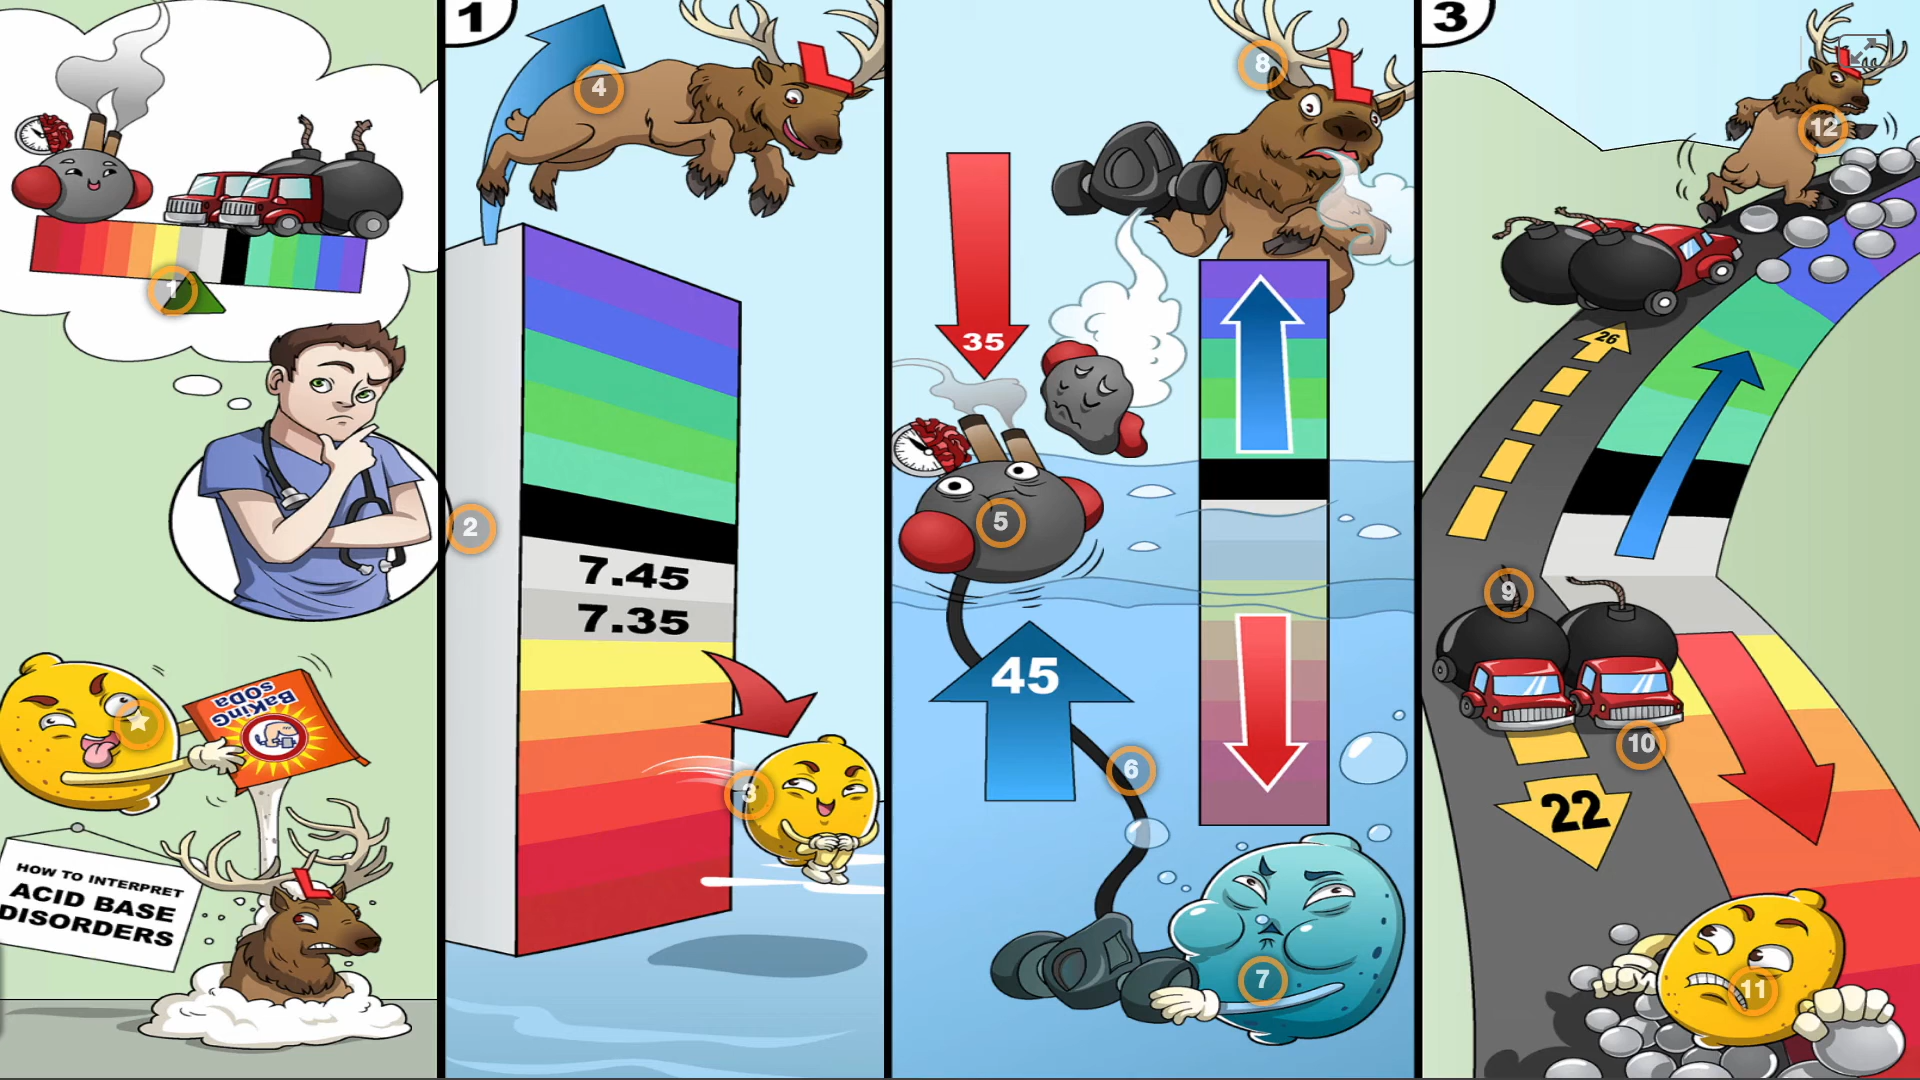 BaKiNG
SODa
HOW TO INTERPRET
ACID BASE
DISORDERS
1
L
7.45
7.35
L
35
45
3
L
26
22
1
2
3
4
5
6
7
8
9
10
11
12
L